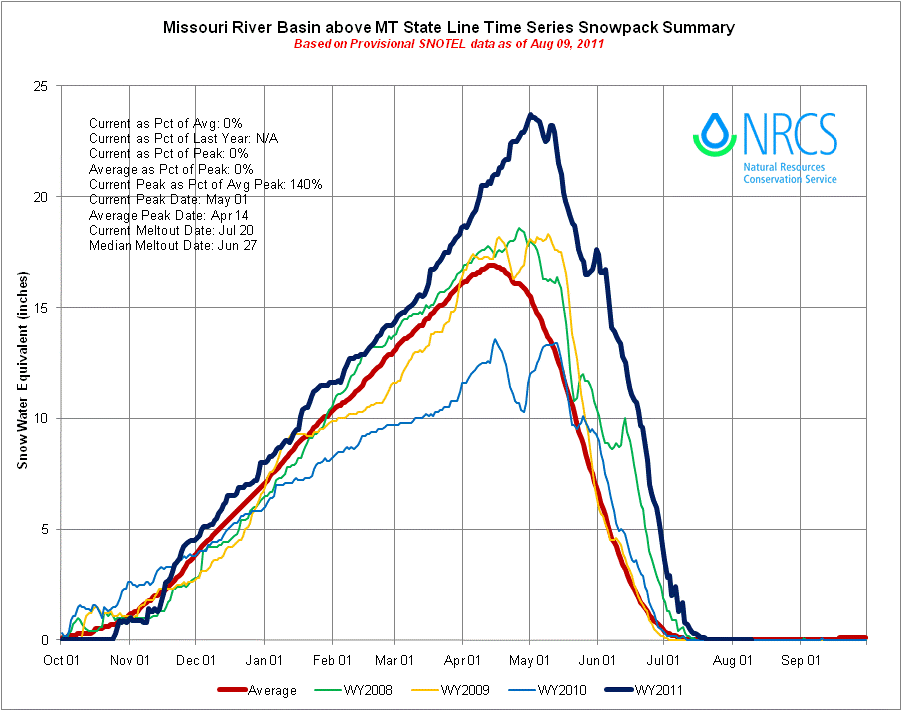 Missouri River Basin above MT State Line Time Series Snowpack Summary
Based on Provisional SNOTEL data as of Aug 09, 2011
25
20
15
10
5
0
Snow Water Equivalent (inches)
Current as Pct of Avg: 0%
Current as Pct of Last Year: N/A
Current as Pct of Peak: 0%
Average as Pct of Peak: 0%
Current Peak as Pct of Avg Peak: 140%
Current Peak Date: May 01
Average Peak Date: Apr 14
Current Meltout Date: Jul 20
Median Meltout Date: Jun 27
NRCS
Natural Resources
Conservation Service
Oct 01 Nov 01 Dec 01 Jan 01 Feb 01 Mar 01 Apr 01 May 01 Jun 01 Jul 01 Aug 01 Sep 01
Average WY2008 WY2009 WY2010 WY2011